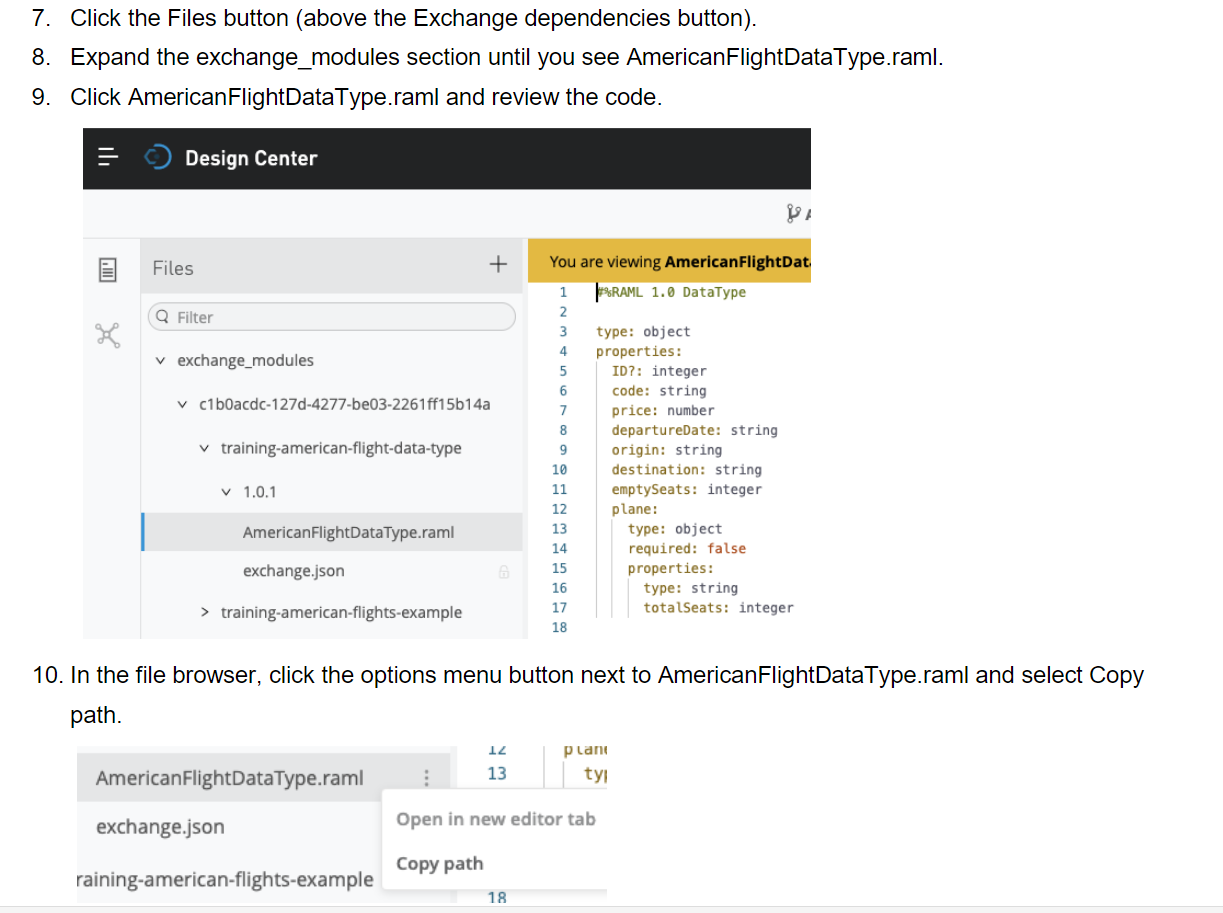 7. Click the Files button (above the Exchange dependencies button).
8. Expand the exchange_modules section until you see AmericanFlightDataType.raml.
9. Click AmericanFlightDataType.raml and review the code.
Design Center
Files
You are viewing AmericanFlightDat
Filter
exchange_modules
c1b0acdc-127d-4277-be03-2261ff15b14a
training-american-flight-data-type
1.0.1
AmericanFlightDataType.raml
exchange.json
training-american-flights-example
1 #%RAML 1.0 DataType
2
3 type: object
4 properties:
5 ID?: integer
6 code: string
7 price: number
8 departureDate: string
9 origin: string
10 destination: string
11 emptySeats: integer
12 plane:
13 type: object
14 required: false
15 properties:
16 type: string
17 totalSeats: integer
18
10. In the file browser, click the options menu button next to AmericanFlightDataType.raml and select Copy
path.
12 plan
AmericanFlightDataType.raml
13 typ
exchange.json
Open in new editor tab
Copy path
raining-american-flights-example
18